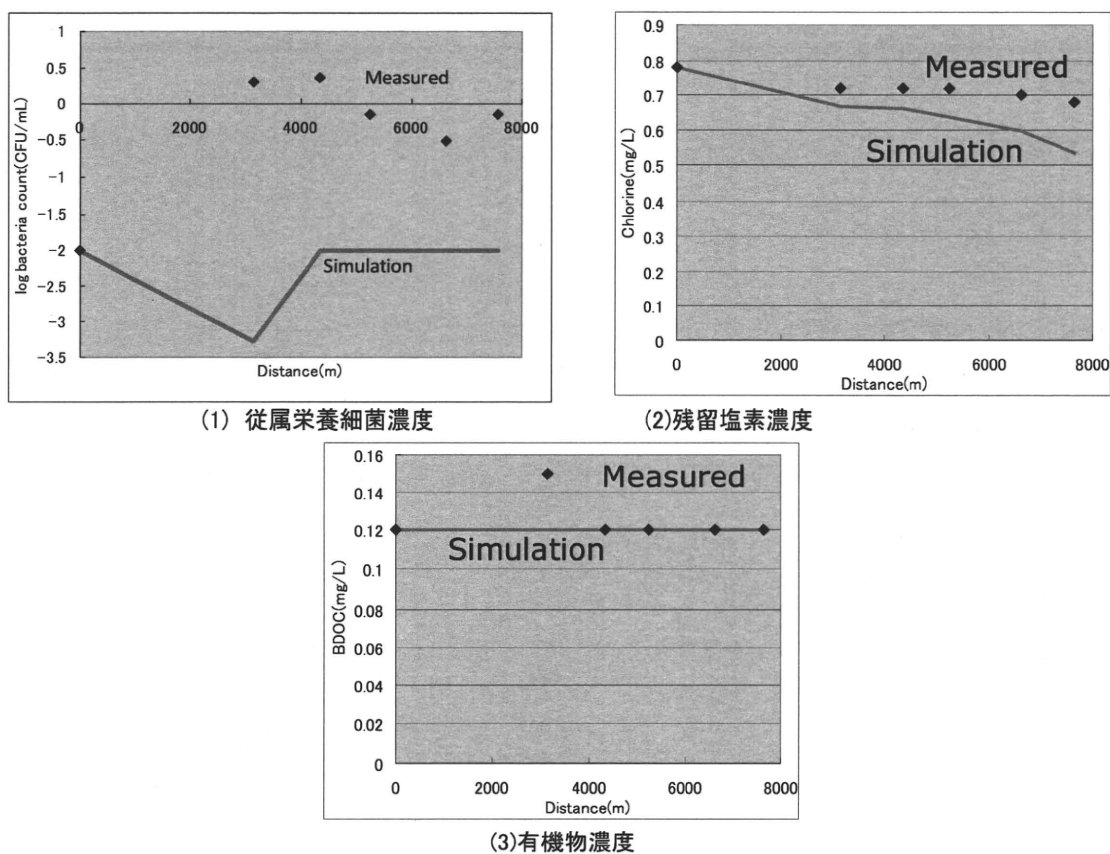 1
0.5
0
-0.5
-1
-1.5
-2
-2.5
-3
-3.5
0 2000 4000 6000 8000
log bacteria count(CFU/mL)
Distance(m)
Measured
Simulation
(1) 従属栄養細菌濃度
0.9
0.8
0.7
0.6
0.5
0.4
0.3
0.2
0.1
0
0 2000 4000 6000 8000
Chlorine(mg/L)
Distance(m)
Measured
Simulation
(2)残留塩素濃度
0.16
0.14
0.12
0.1
0.08
0.06
0.04
0.02
0
0 2000 4000 6000 8000
BDOC(mg/L)
Distance(m)
Measured
Simulation
(3)有機物濃度